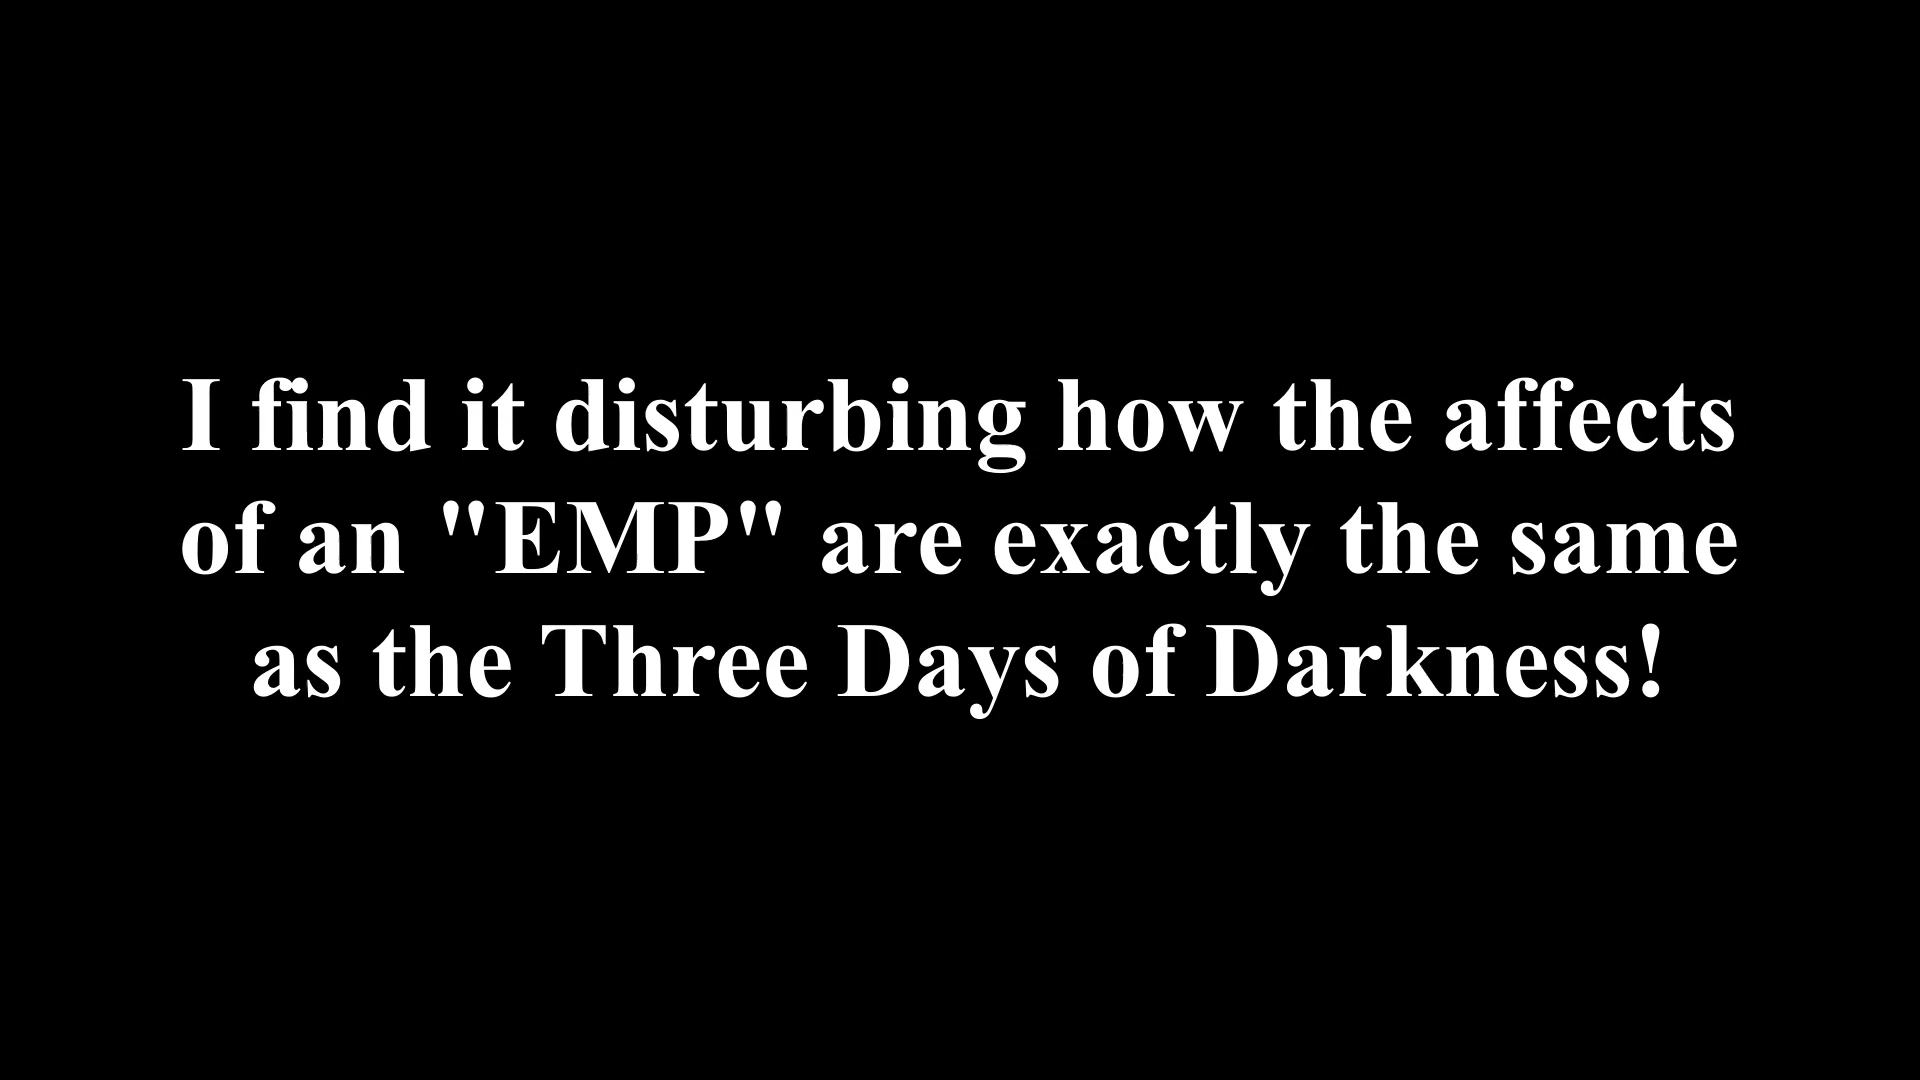 I find it disturbing how the affects
of an "EMP" are exactly the same
as the Three Days of Darkness!